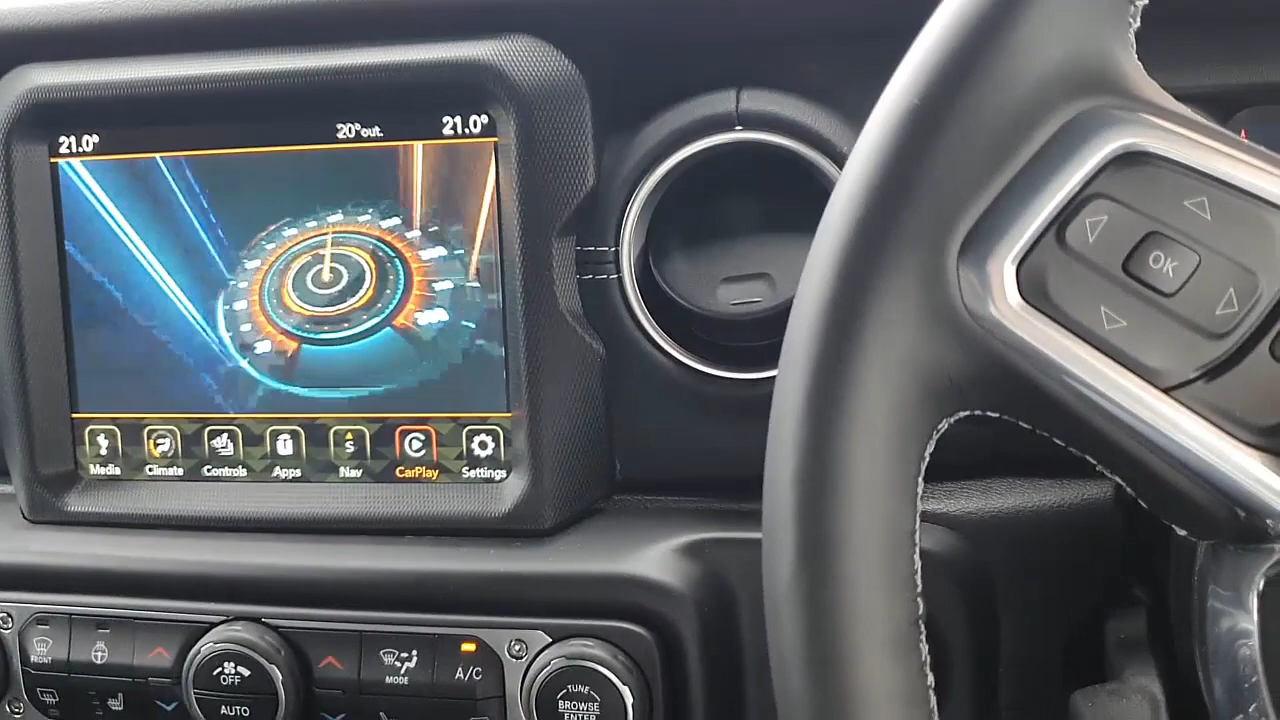 21.0°
20°out.
21.0°
OK
Media
Climate
Controls
Apps
Nav
CarPlay
Settings
FRONT
OFF
AUTO
MODE
A/C
TUNE
BROWSE
ENTER